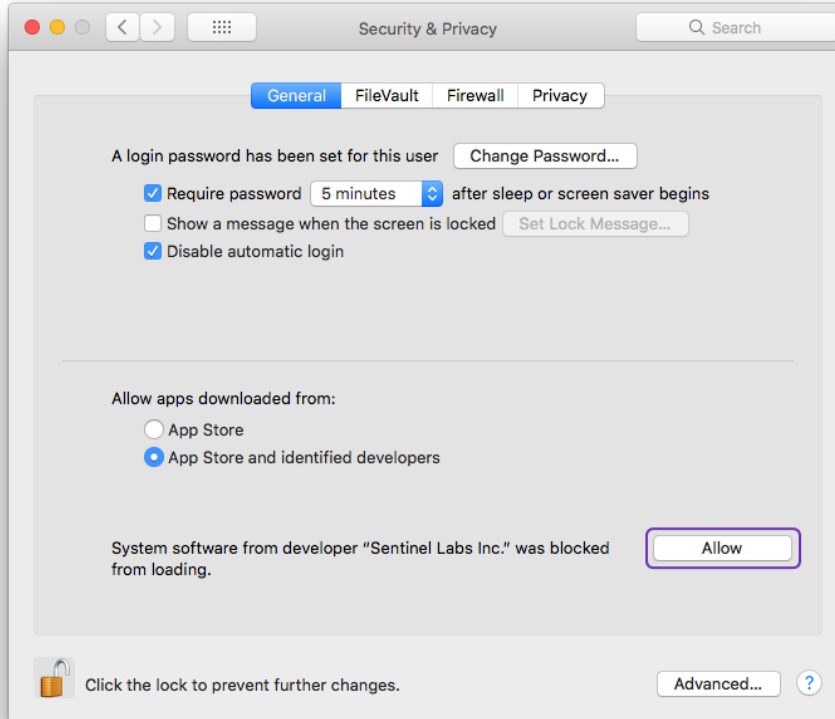 Security & Privacy
Search
General FileVault Firewall Privacy
A login password has been set for this user Change Password...
Require password 5 minutes after sleep or screen saver begins
Show a message when the screen is locked Set Lock Message...
Disable automatic login
Allow apps downloaded from:
App Store
App Store and identified developers
System software from developer “Sentinel Labs Inc.” was blocked
from loading.
Allow
Click the lock to prevent further changes.
Advanced... ?